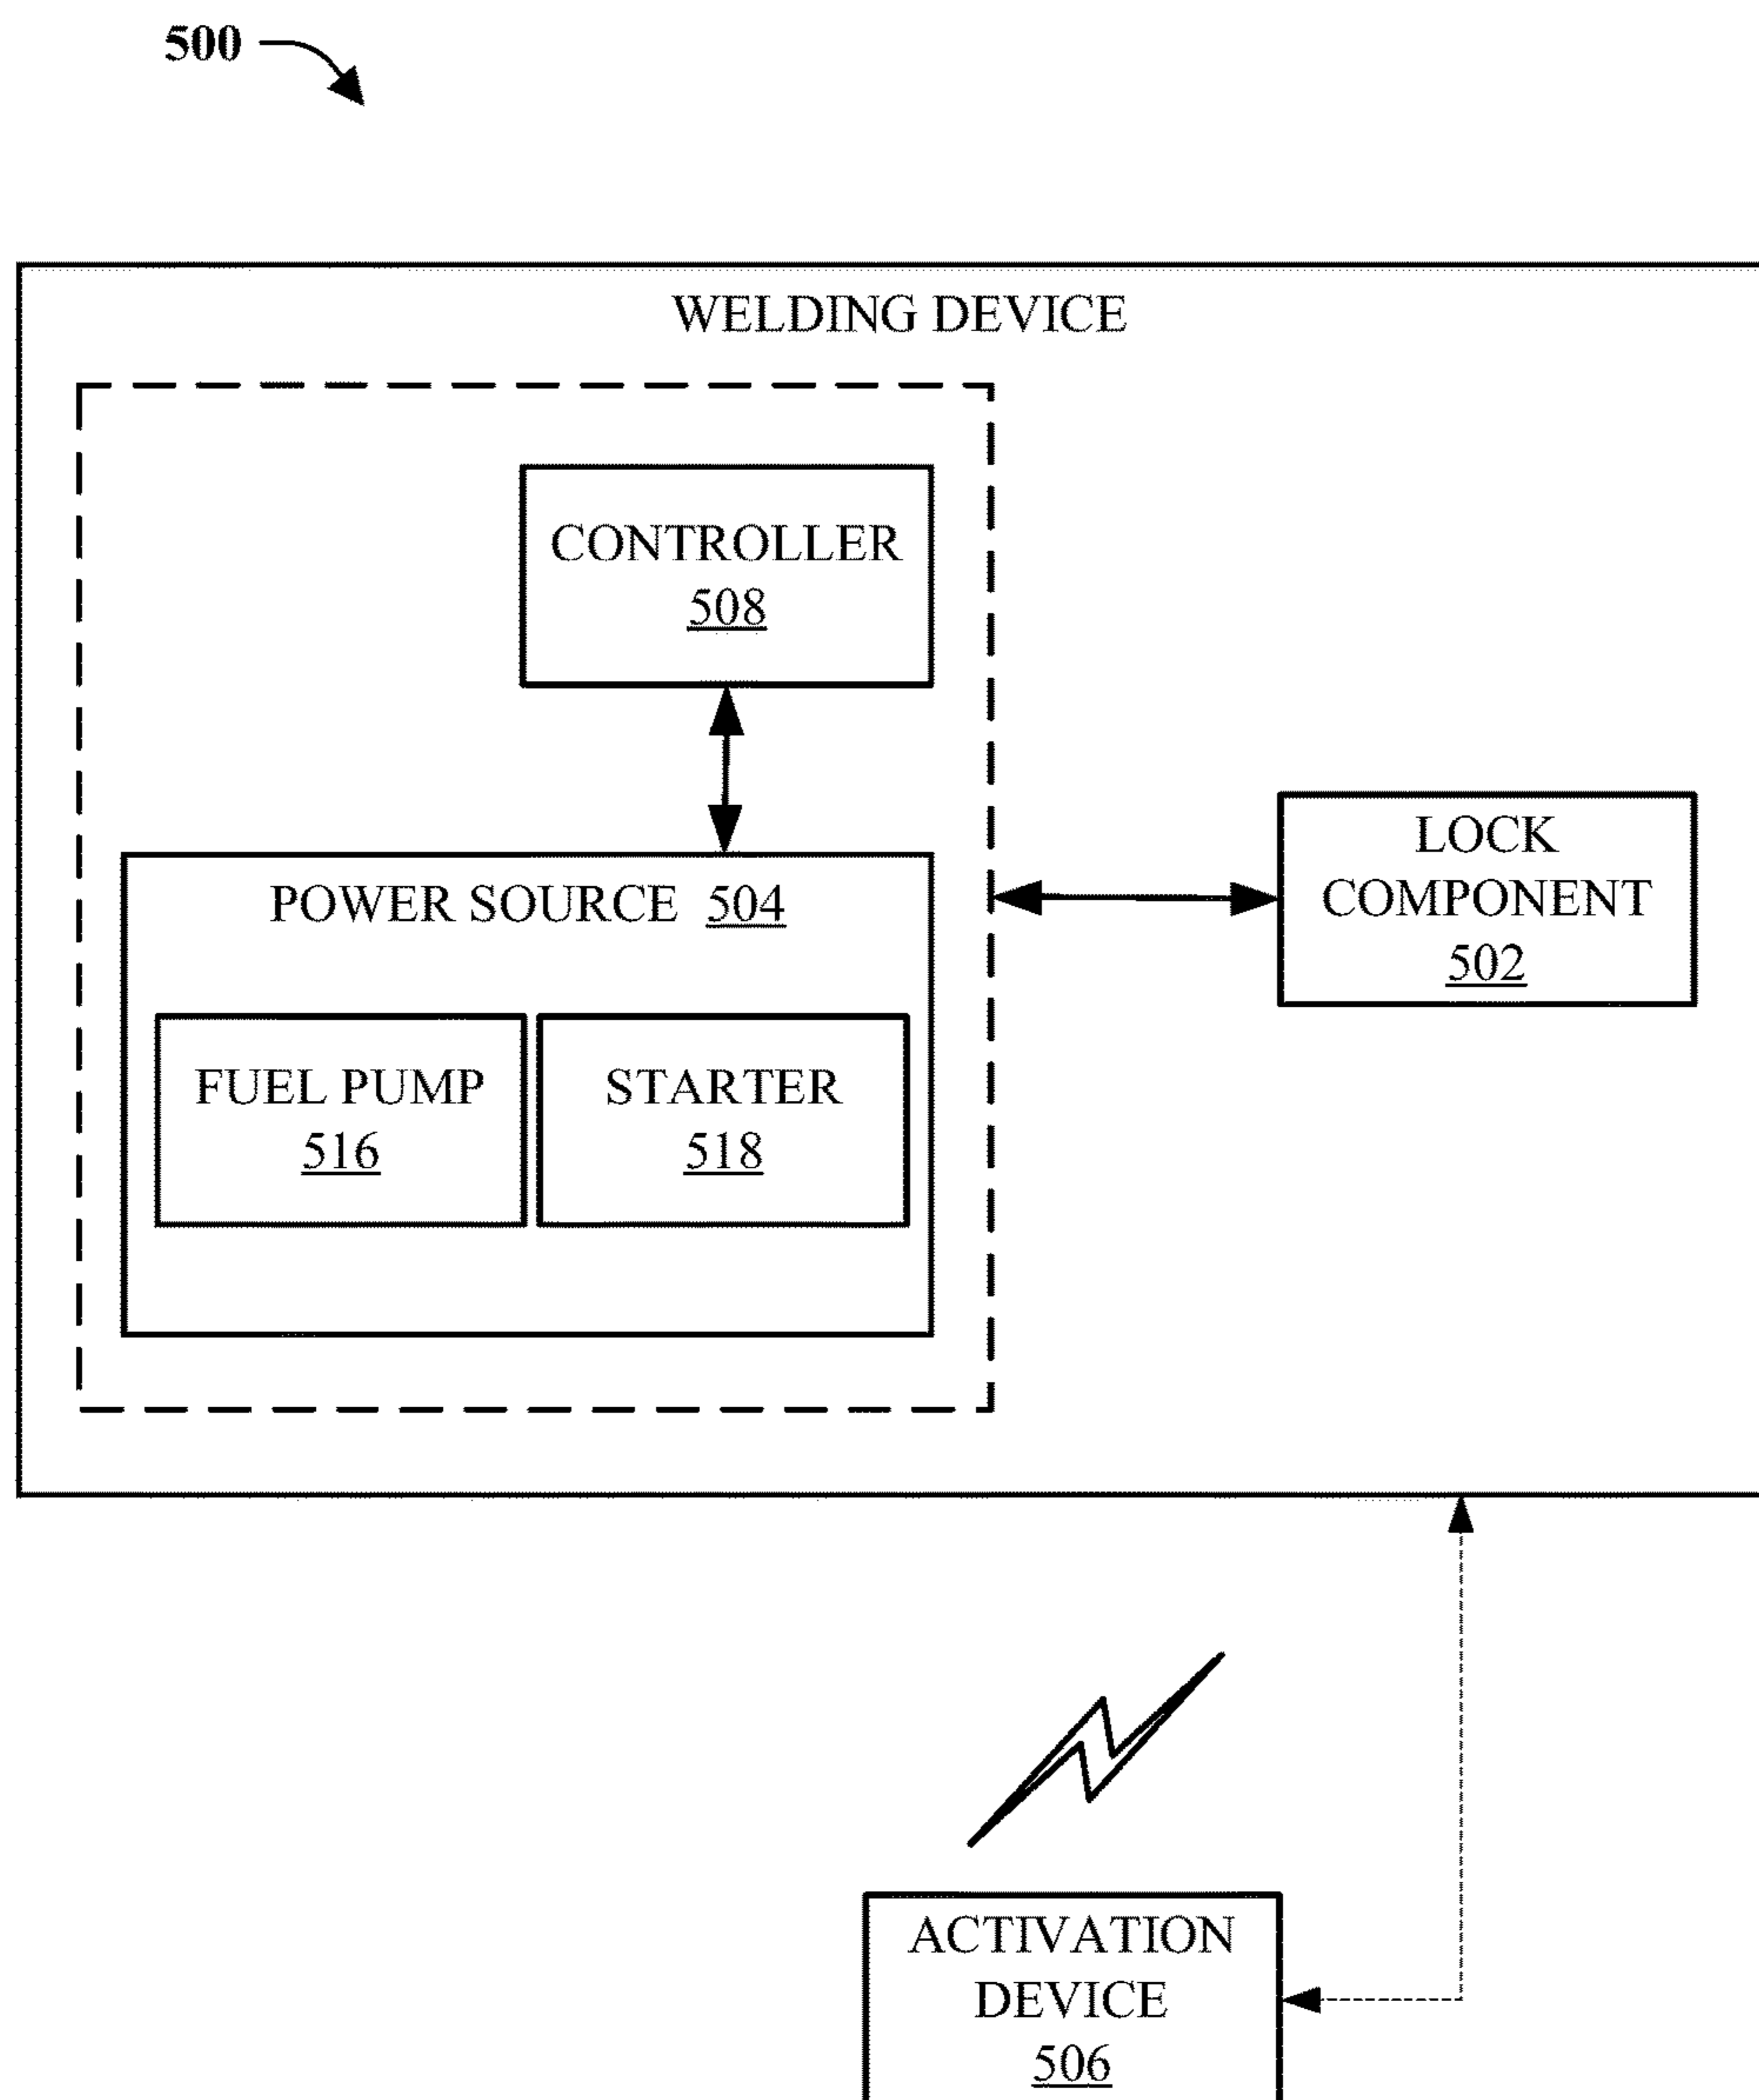 500
WELDING DEVICE
CONTROLLER
508
POWER SOURCE 504
FUEL PUMP
516
STARTER
518
LOCK
COMPONENT
502
ACTIVATION
DEVICE
506